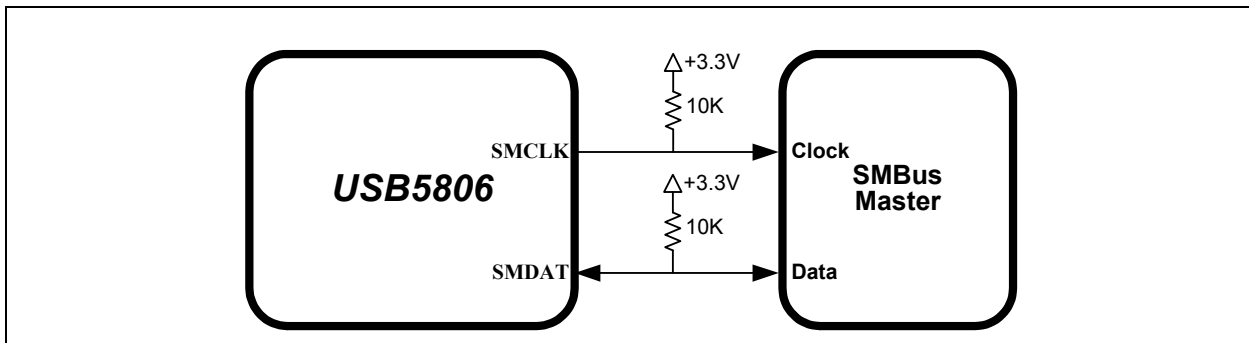 +3.3V
10K
SMCLK
Clock
USB5806
SMBus
Master
+3.3V
10K
SMDAT
Data